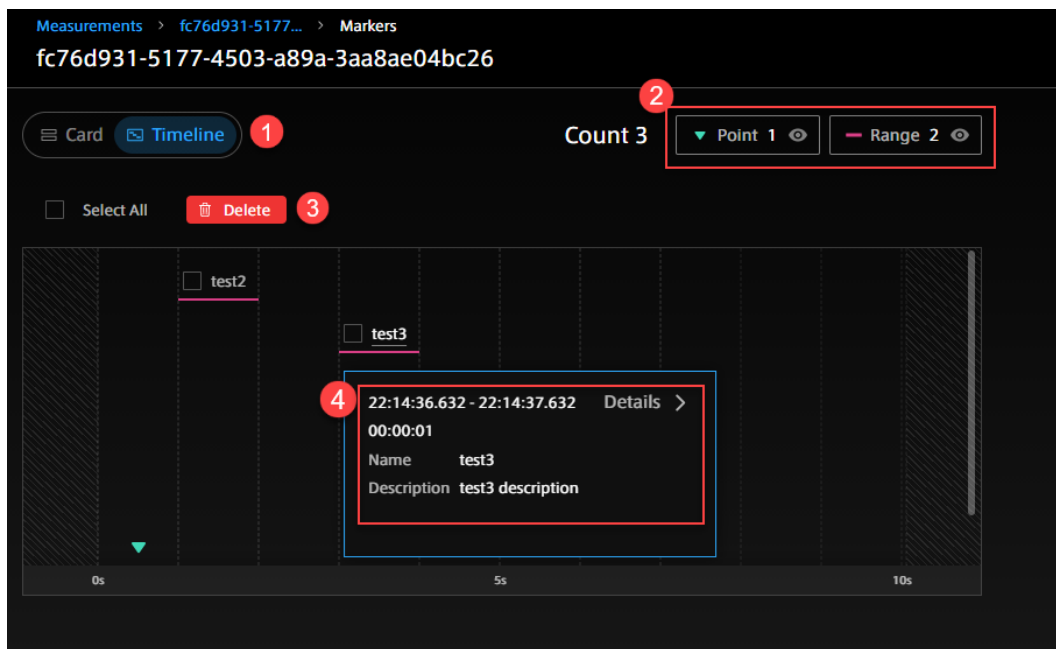 Measurements > fc76d931-5177... > Markers
fc76d931-5177-4503-a89a-3aa8ae04bc26
2
Card Timeline 1 Count 3 Point 1 Range 2
Select All Delete 3
test2
test3
4 22:14:36.632 - 22:14:37.632 Details >
00:00:01
Name test3
Description test3 description
0s 5s 10s